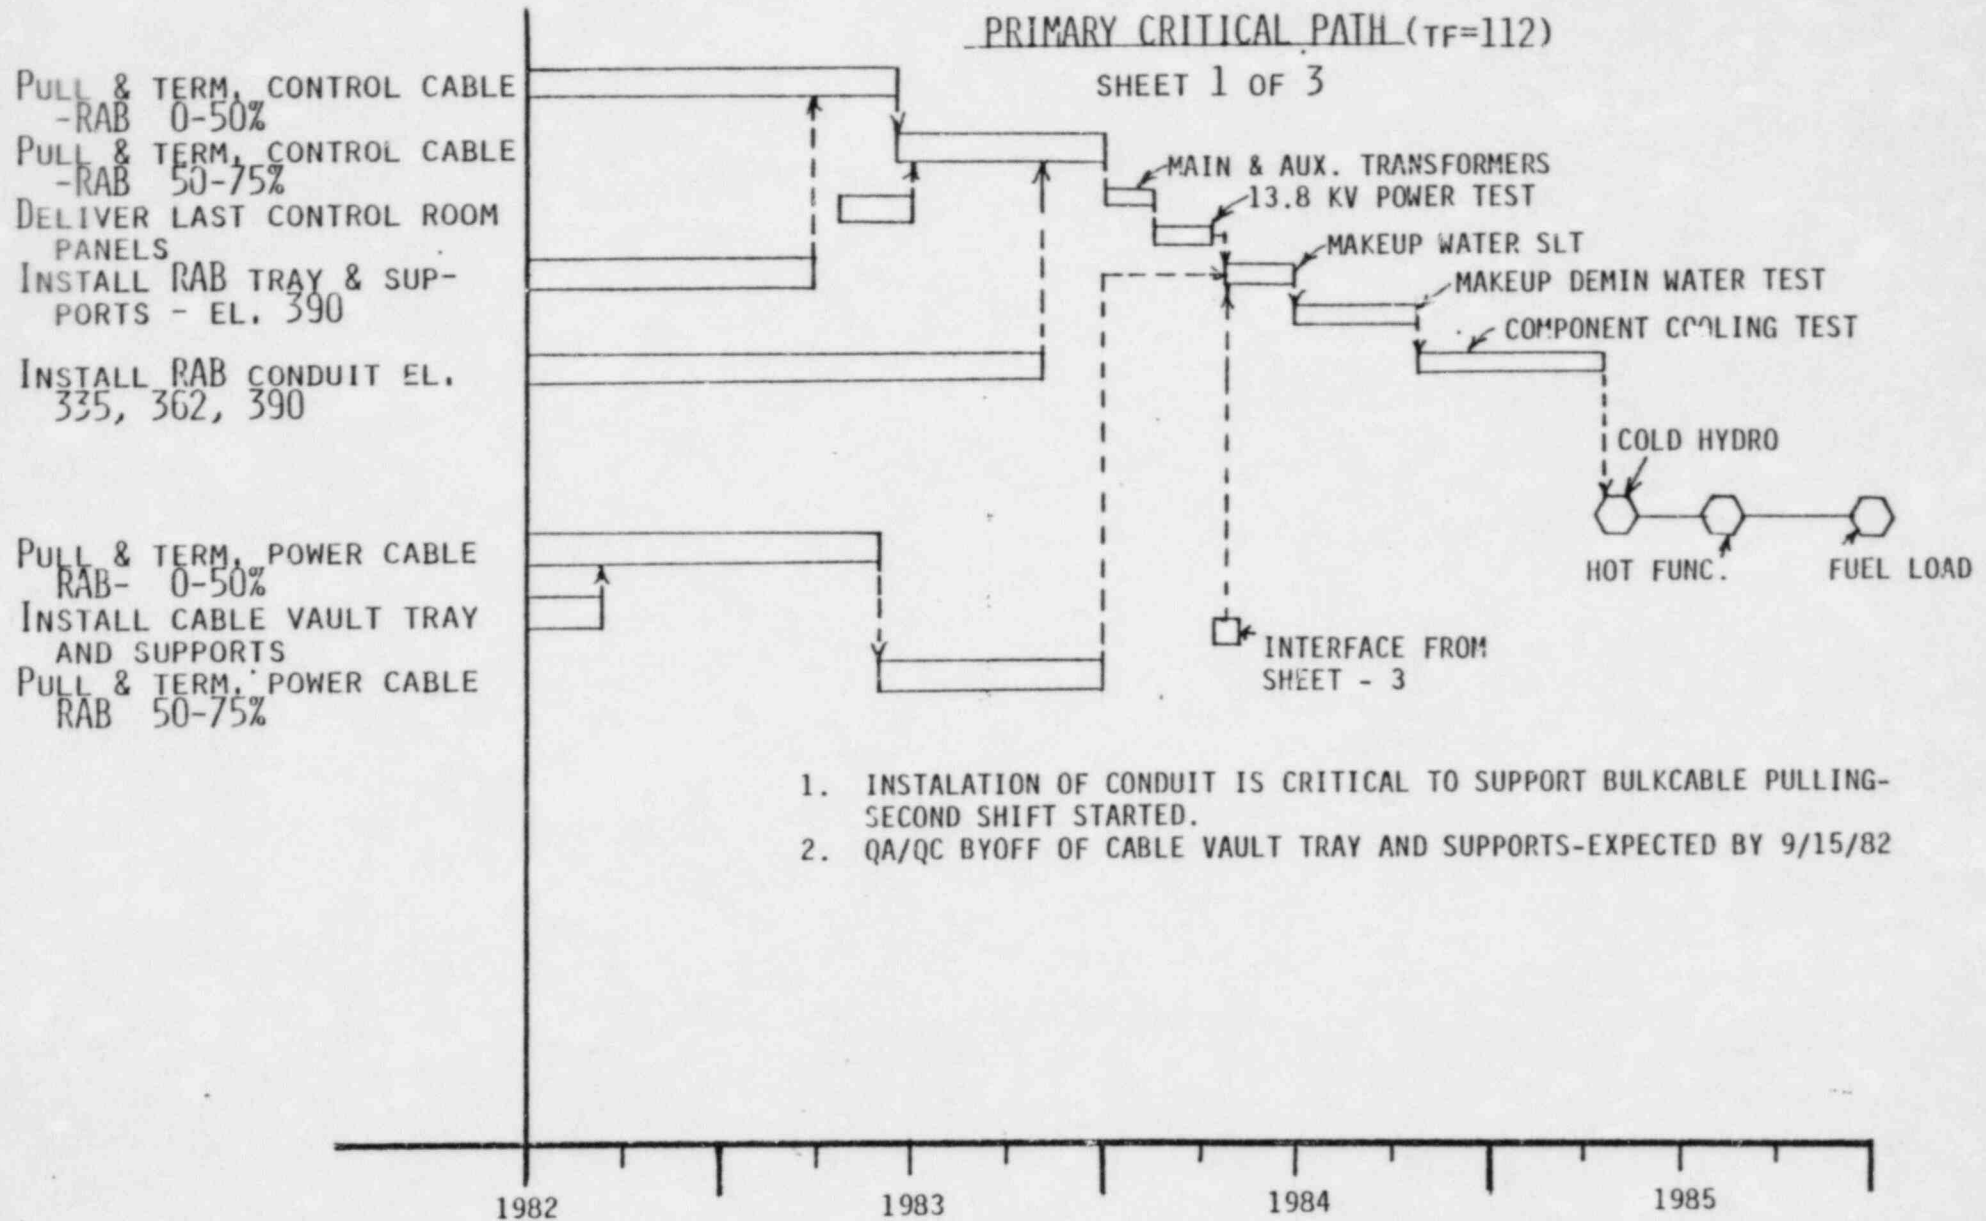 PRIMARY CRITICAL PATH (TF=112)
SHEET 1 OF 3
PULL & TERM. CONTROL CABLE
-RAB 0-50%
PULL & TERM. CONTROL CABLE
-RAB 50-75%
DELIVER LAST CONTROL ROOM
PANELS
INSTALL RAB TRAY & SUP-
PORTS - EL. 390
INSTALL RAB CONDUIT EL.
335, 362, 390
PULL & TERM. POWER CABLE
RAB- 0-50%
INSTALL CABLE VAULT TRAY
AND SUPPORTS
PULL & TERM. POWER CABLE
RAB 50-75%
MAIN & AUX. TRANSFORMERS
13.8 KV POWER TEST
MAKEUP WATER SLT
MAKEUP DEMIN WATER TEST
COMPONENT COOLING TEST
COLD HYDRO
HOT FUNC.
FUEL LOAD
INTERFACE FROM
SHEET - 3
1. INSTALATION OF CONDUIT IS CRITICAL TO SUPPORT BULKCABLE PULLING-
SECOND SHIFT STARTED.
2. QA/QC BYOFF OF CABLE VAULT TRAY AND SUPPORTS-EXPECTED BY 9/15/82
1982
1983
1984
1985